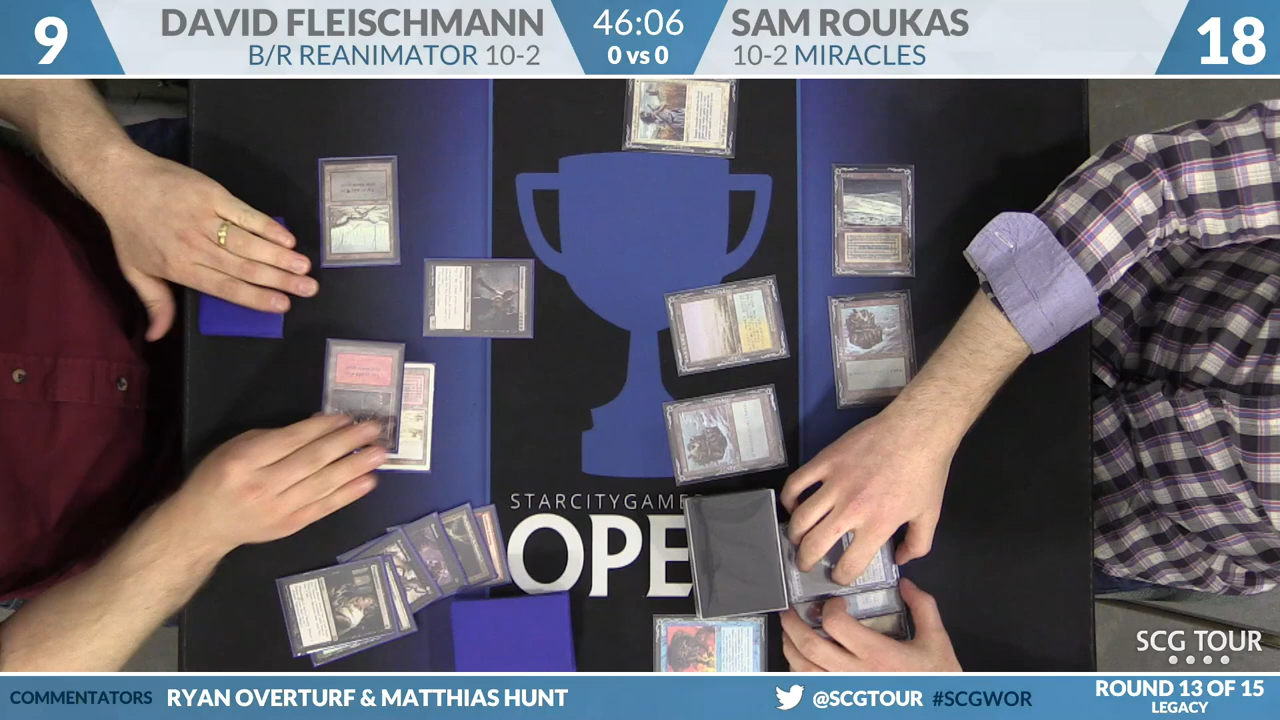 9
DAVID FLEISCHMANN
B/R REANIMATOR 10-2
46:06
0 vs 0
SAM ROUKAS
10-2 MIRACLES
18
STARCITYGAME
OPE
SCG TOUR
COMMENTATORS RYAN OVERTURF & MATTHIAS HUNT
@SCGTOUR #SCGWOR
ROUND 13 OF 15
LEGACY